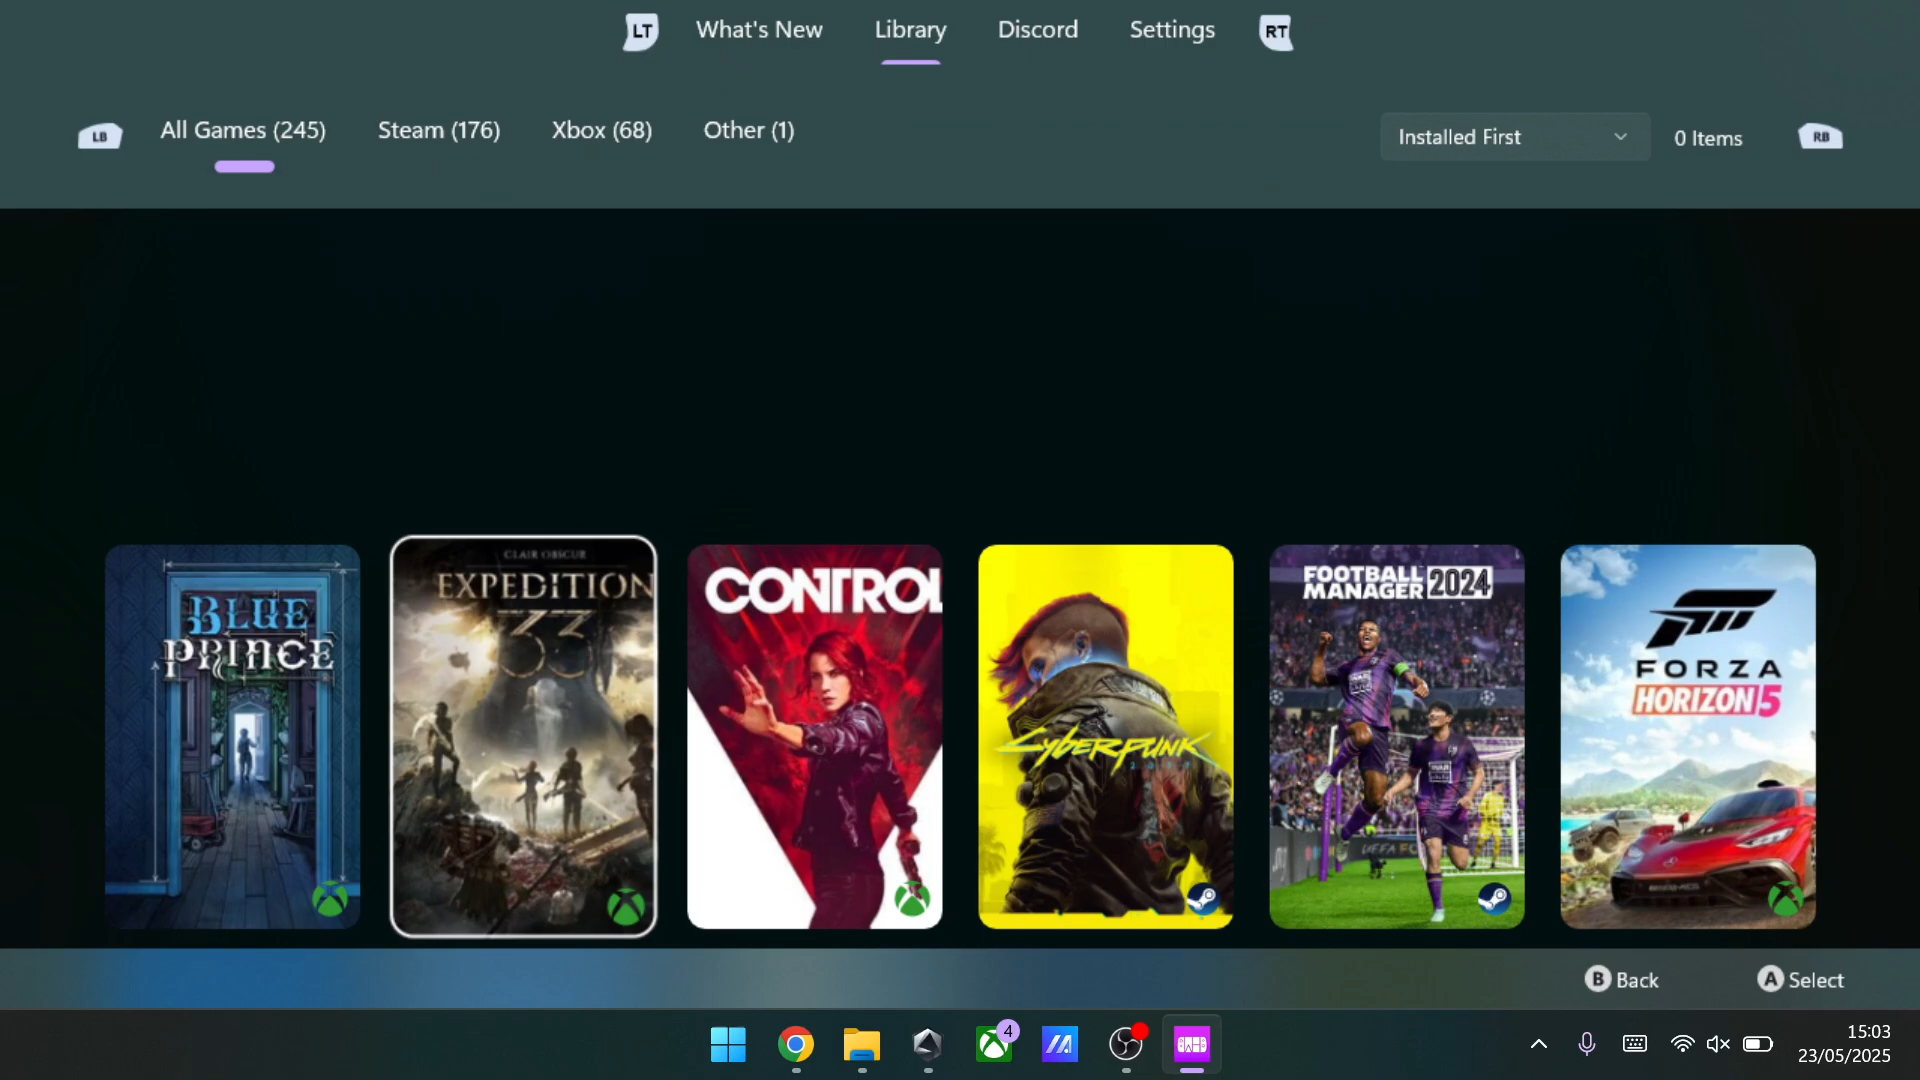 LT What's New Library Discord Settings RT
LB All Games (245) Steam (176) Xbox (68) Other (1) Installed First 0 Items RB
BLUE
PRINCE
CLAIR OBSCUR
EXPEDITION
33
CONTROL
CYBERPUNK
2077
FOOTBALL
MANAGER 2024
FORZA
HORIZON 5
B Back A Select
4
15:03
23/05/2025